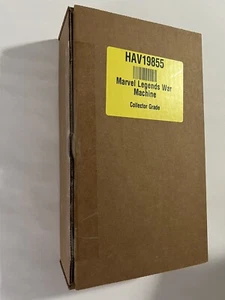 HAV19855
Marvel Legends War
Machine
Collector Grade